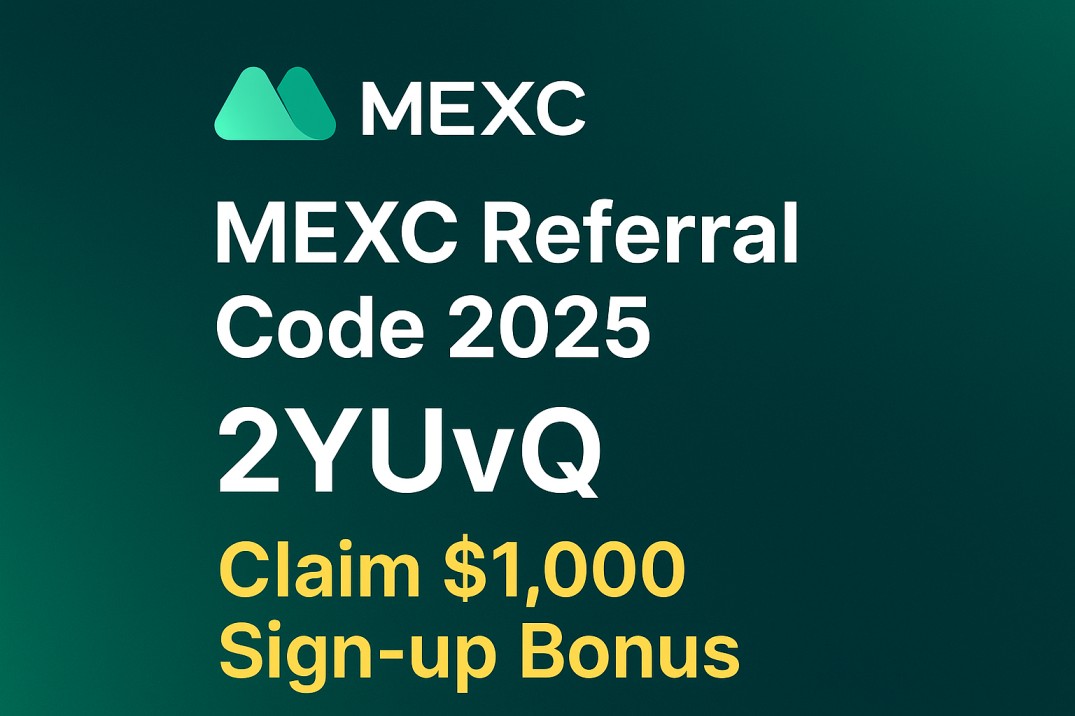 MEXC
MEXC Referral
Code 2025
2YUvQ
Claim $1,000
Sign-up Bonus